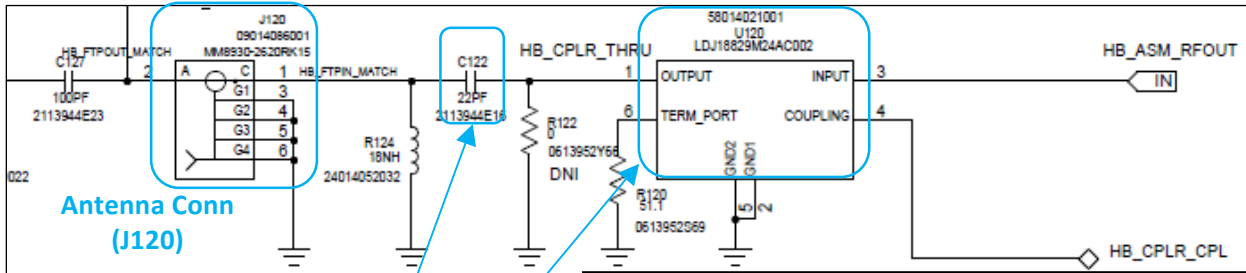 J120
09014086001
MM8930-2620RK15
HB_FTPOUT_MATCH
C127
100PF
2113944E23
2
A
C
1
HB_FTPIN_MATCH
G1
3
G2
4
G3
5
G4
6
022
Antenna Conn
(J120)
R124
18NH
24014052032
C122
22PF
2113944E16
HB_CPLR_THRU
R122
0
0613952Y66
DNI
58014021001
U120
LDJ18829M24AC002
1
OUTPUT
INPUT
3
6
TERM_PORT
COUPLING
4
GND2
GND1
5
2
R120
51.1
0613952S69
HB_ASM_RFOUT
IN
HB_CPLR_CPL